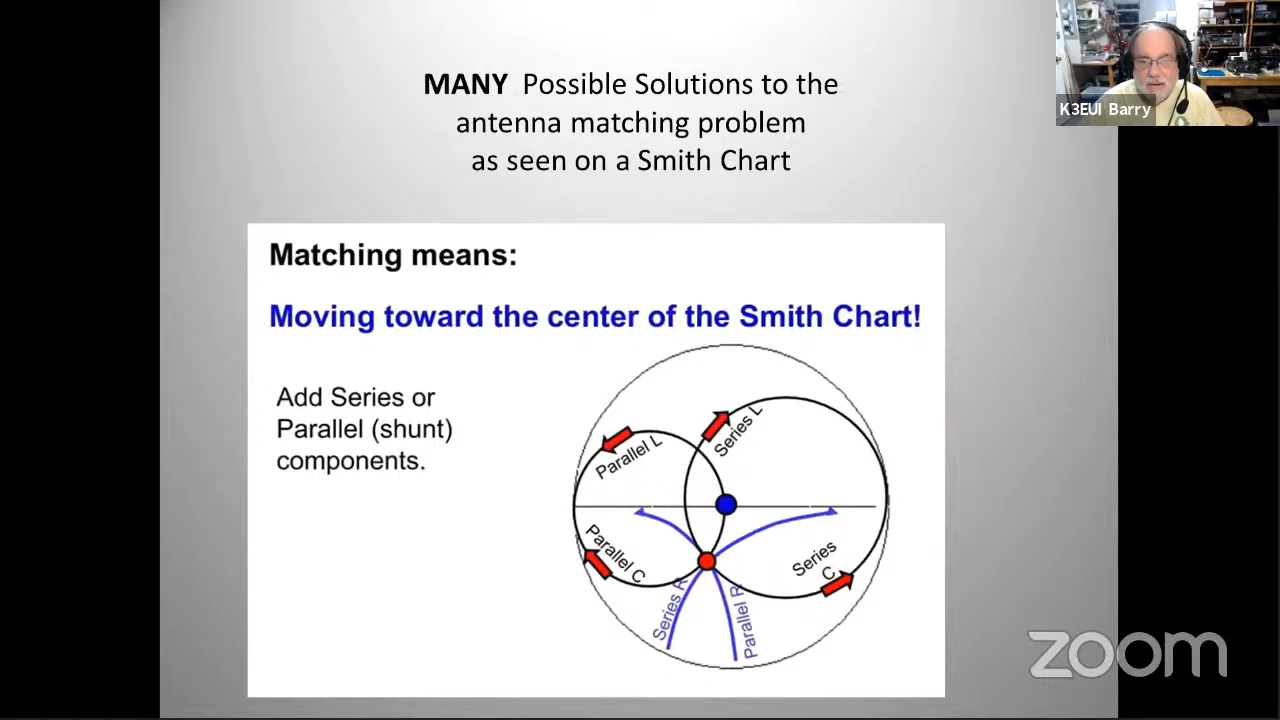 MANY Possible Solutions to the
antenna matching problem
as seen on a Smith Chart
K3EUI Barry
Matching means:
Moving toward the center of the Smith Chart!
Add Series or
Parallel (shunt)
components.
Parallel L
Series L
Parallel C
Series
C
Series R
Parallel R
zoom